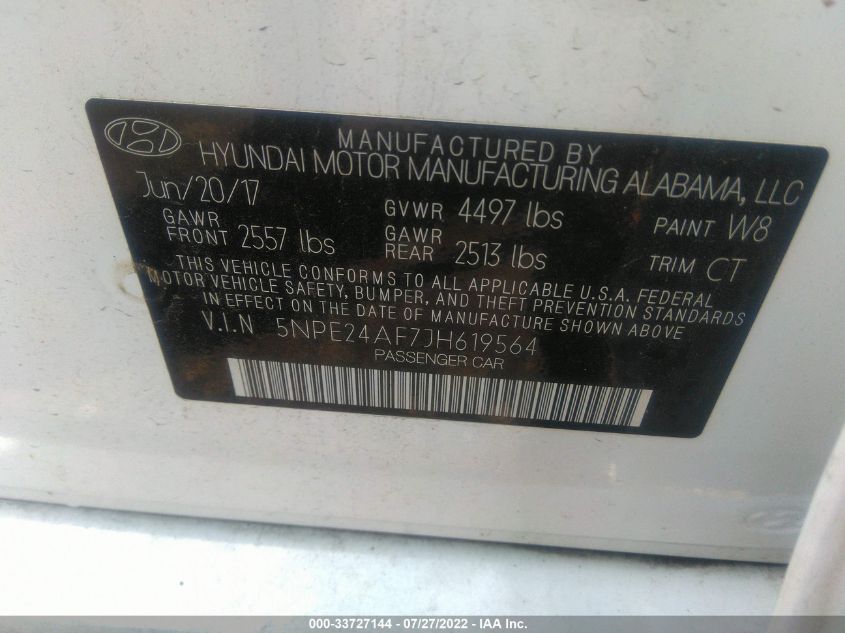 MANUFACTURED BY
HYUNDAI MOTOR MANUFACTURING ALABAMA, LLC
Jun/20/17
GVWR 4497 lbs
PAINT W8
GAWR FRONT 2557 lbs
GAWR REAR 2513 lbs
TRIM CT
THIS VEHICLE CONFORMS TO ALL APPLICABLE U.S.A. FEDERAL
MOTOR VEHICLE SAFETY, BUMPER, AND THEFT PREVENTION STANDARDS
IN EFFECT ON THE DATE OF MANUFACTURE SHOWN ABOVE
V.I.N 5NPE24AF7JH619564
PASSENGER CAR
000-33727144 - 07/27/2022 - IAA Inc.